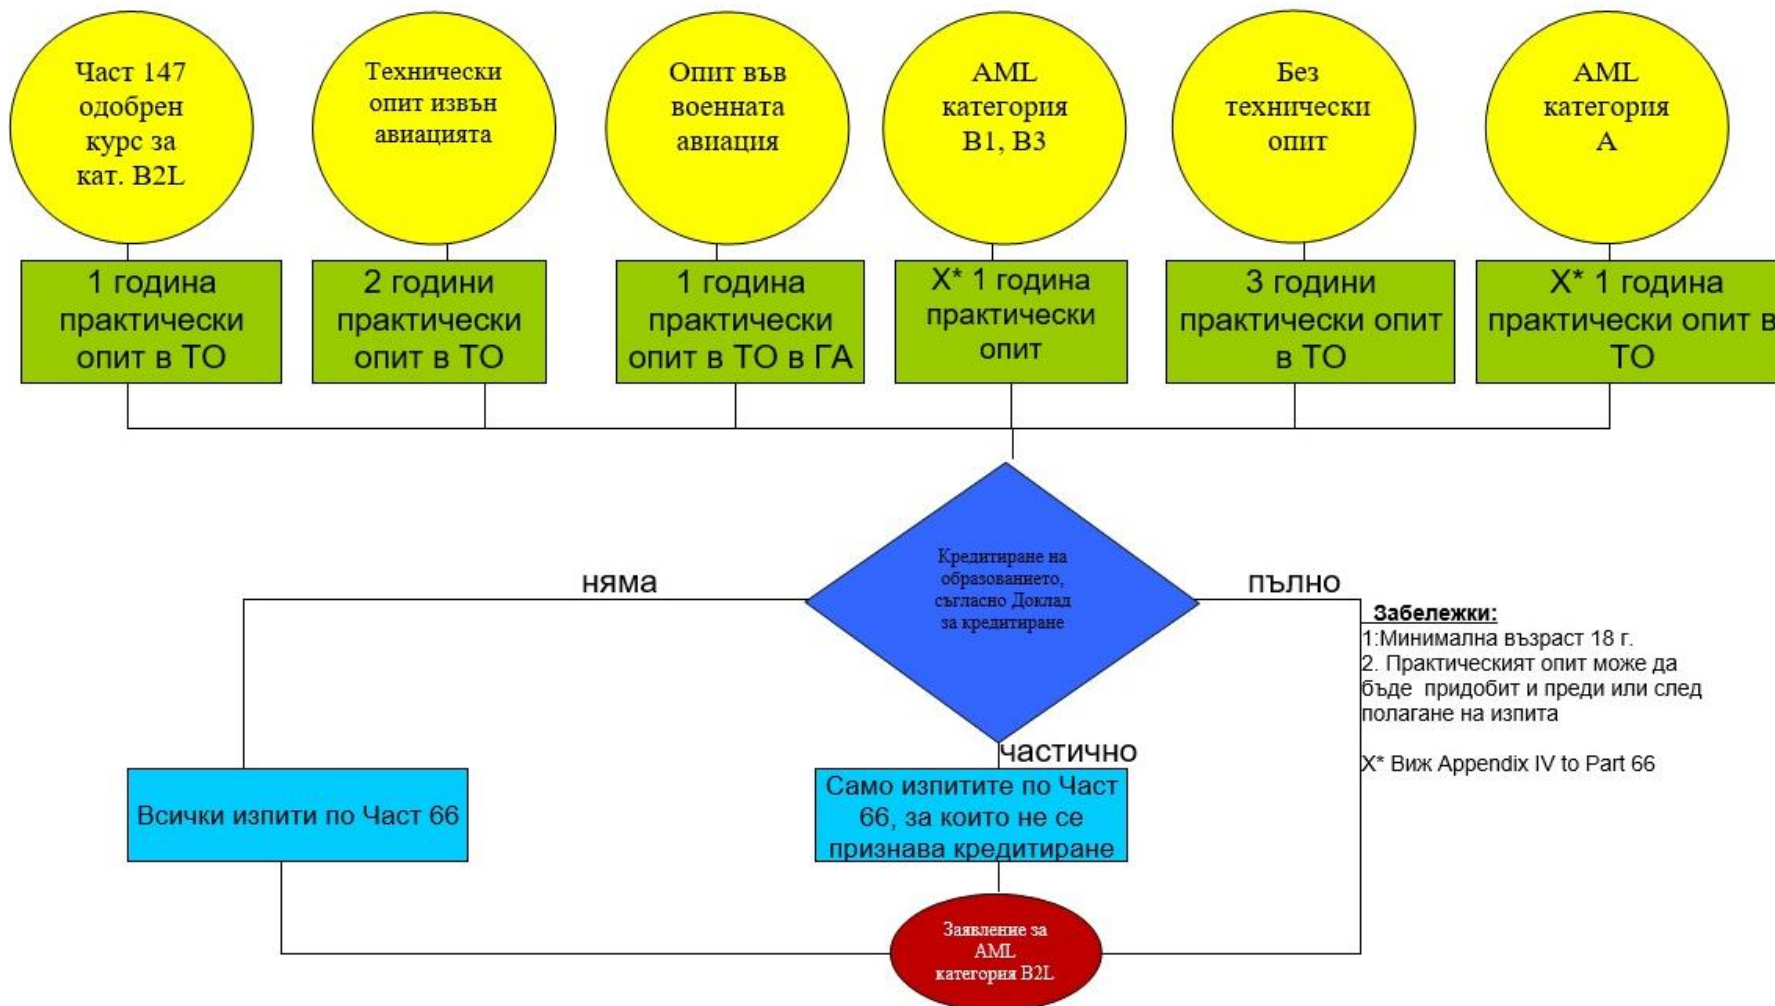 Част 147
одобрен
курс за
кат. B2L
Технически
опит извън
авиацията
Опит във
военната
авиация
AML
категория
B1, B3
Без
технически
опит
AML
категория
A
1 година
практически
опит в ТО
2 години
практически
опит в ТО
1 година
практически
опит в ТО в ГА
X* 1 година
практически
опит
3 години
практически опит
в ТО
X* 1 година
практически опит в
ТО
Кредитиране на
образованието,
съгласно Доклад
за кредитиране
няма
пълно
частично
Забележки:
1:Минимална възраст 18 г.
2. Практическият опит може да
бъде придобит и преди или след
полагане на изпита
X* Виж Appendix IV to Part 66
Всички изпити по Част 66
Само изпитите по Част
66, за които не се
признава кредитиране
Заявление за
AML
категория B2L